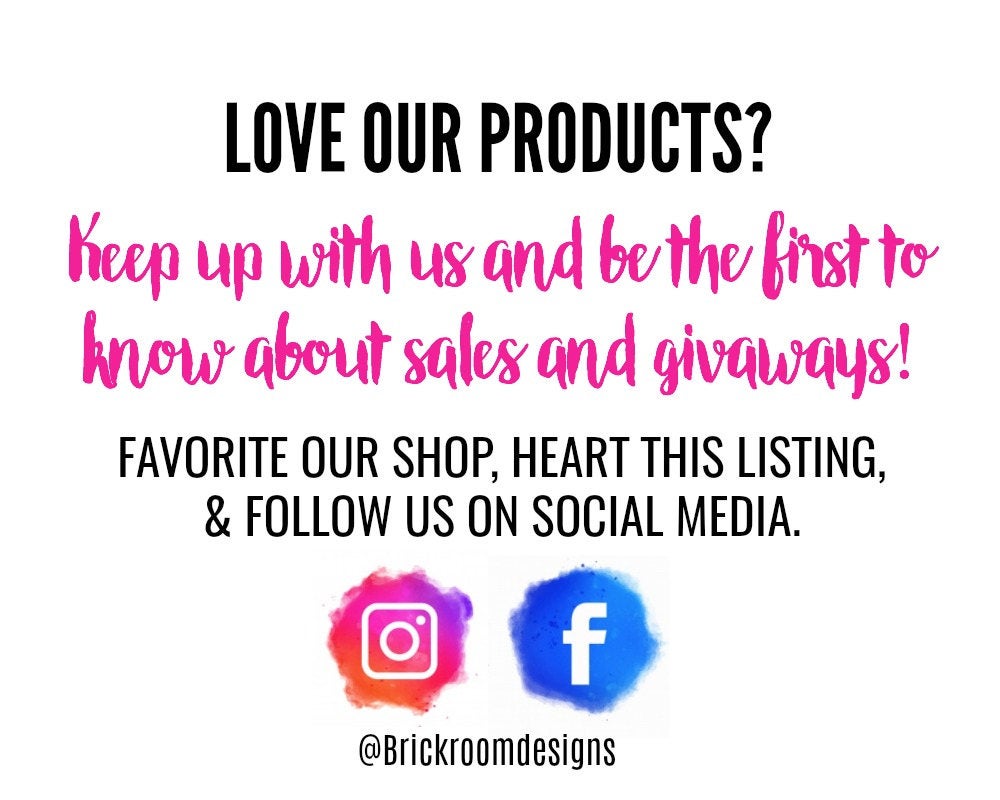 LOVE OUR PRODUCTS?
Keep up with us and be the first to
know about sales and givaways!
FAVORITE OUR SHOP, HEART THIS LISTING,
& FOLLOW US ON SOCIAL MEDIA.
@Brickroomdesigns